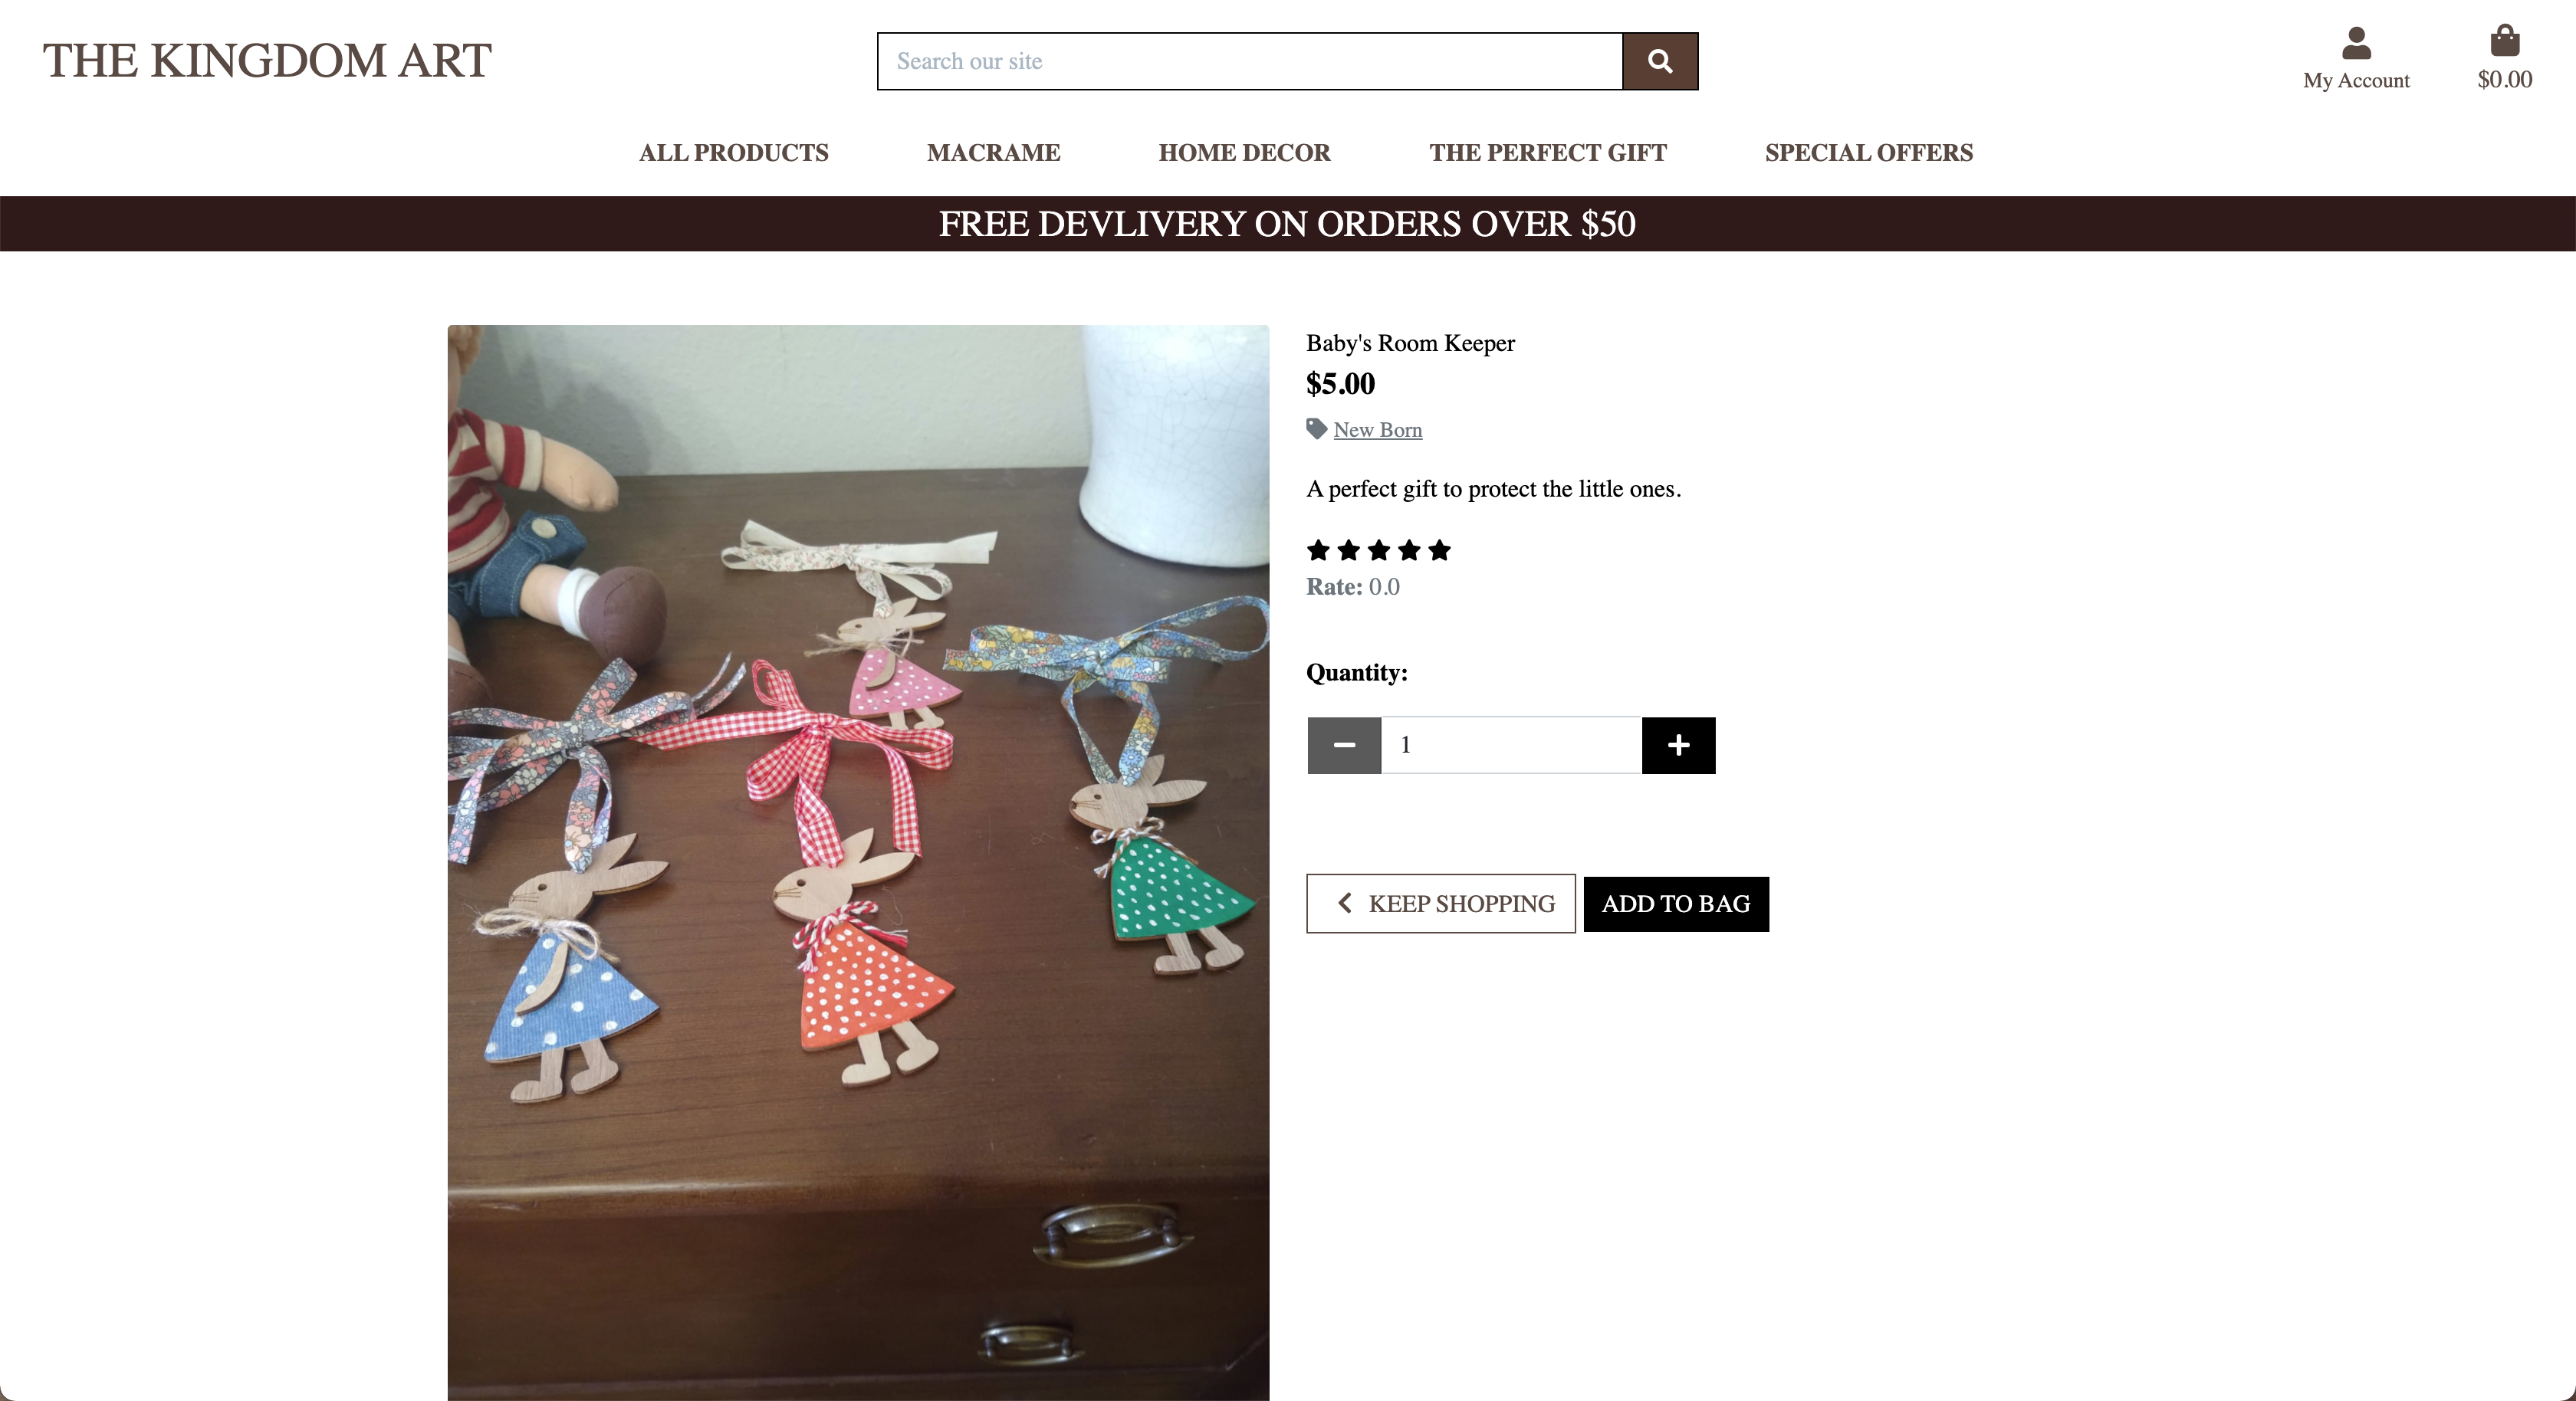 THE KINGDOM ART
Search our site
My Account
$0.00
ALL PRODUCTS
MACRAME
HOME DECOR
THE PERFECT GIFT
SPECIAL OFFERS
FREE DEVLIVERY ON ORDERS OVER $50
Baby's Room Keeper
$5.00
New Born
A perfect gift to protect the little ones.
Rate: 0.0
Quantity:
1
KEEP SHOPPING
ADD TO BAG